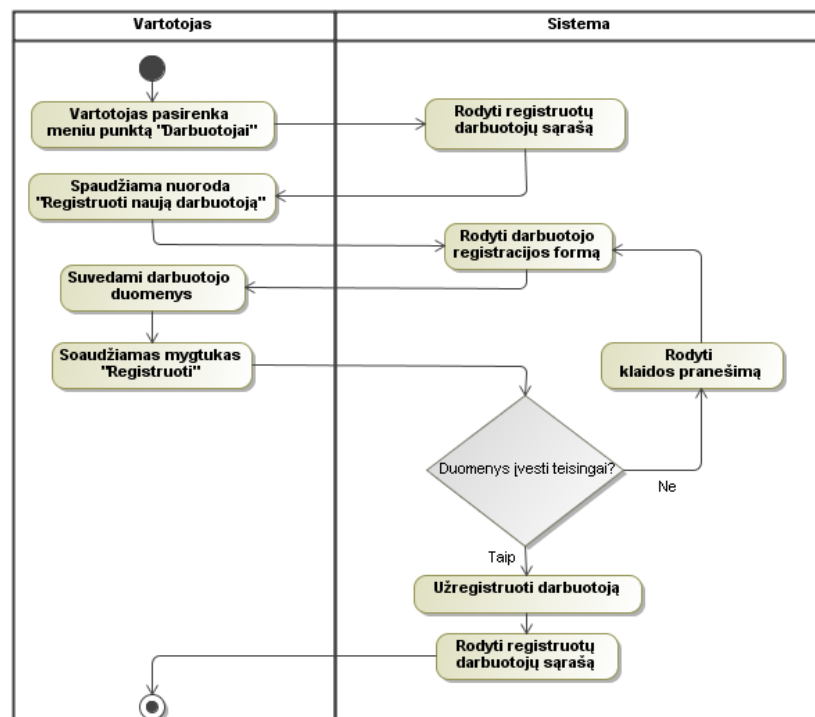 Vartotojas
Sistema
Vartotojas pasirenka
meniu punktą "Darbuotojai"
Rodyti registruotų
darbuotojų sąrašą
Spaudžiama nuoroda
"Registruoti naują darbuotoją"
Rodyti darbuotojo
registracijos formą
Suvedami darbuotojo
duomenys
Soaudžiamas mygtukas
"Registruoti"
Rodyti
klaidos pranešimą
Duomenys įvesti teisingai?
Ne
Taip
Užregistruoti darbuotoją
Rodyti registruotų
darbuotojų sąrašą